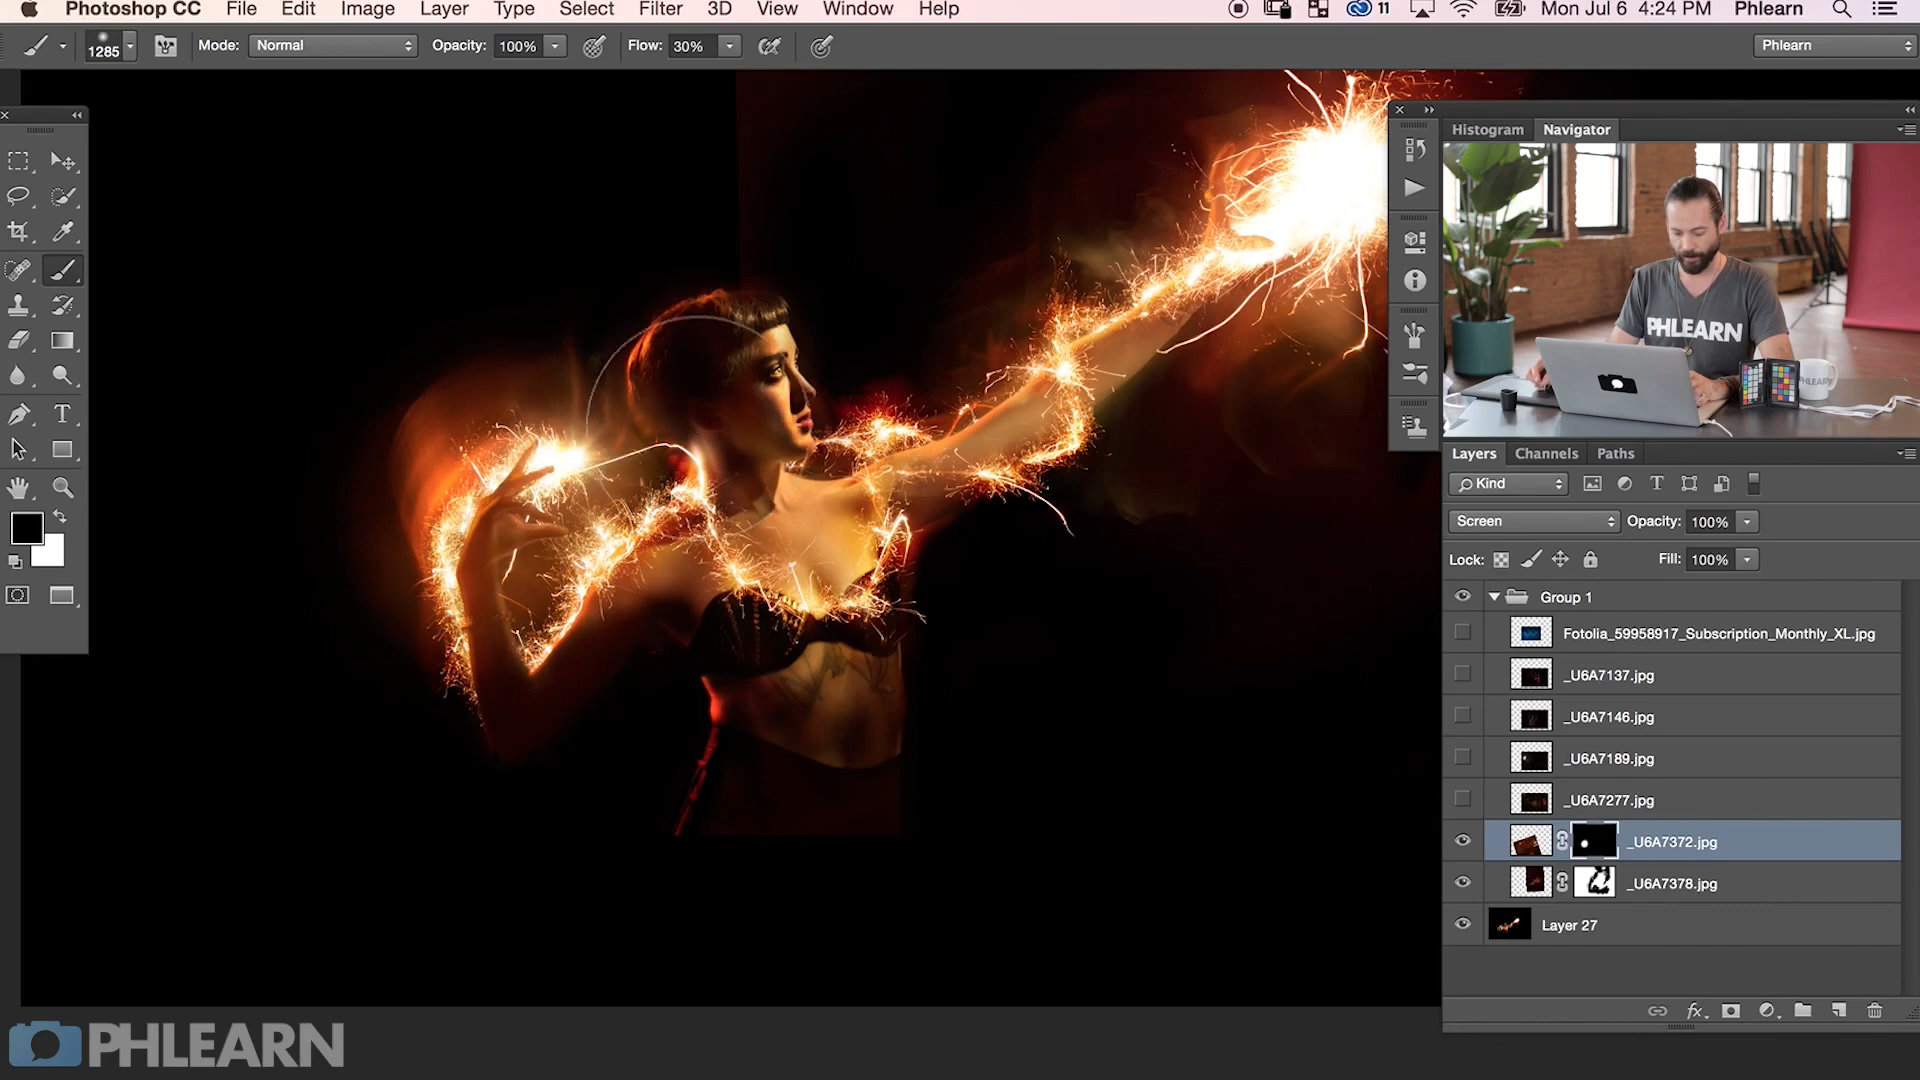 Photoshop CC File Edit Image Layer Type Select Filter 3D View Window Help 11 Mon Jul 6 4:24 PM Phlearn
1285 Mode: Normal Opacity: 100% Flow: 30% Phlearn
Histogram Navigator
PHLEARN
PHLEARN
Layers Channels Paths
Kind
Screen Opacity: 100%
Lock: Fill: 100%
Group 1
Fotolia_59958917_Subscription_Monthly_XL.jpg
_U6A7137.jpg
_U6A7146.jpg
_U6A7189.jpg
_U6A7277.jpg
_U6A7372.jpg
_U6A7378.jpg
Layer 27
fx
PHLEARN